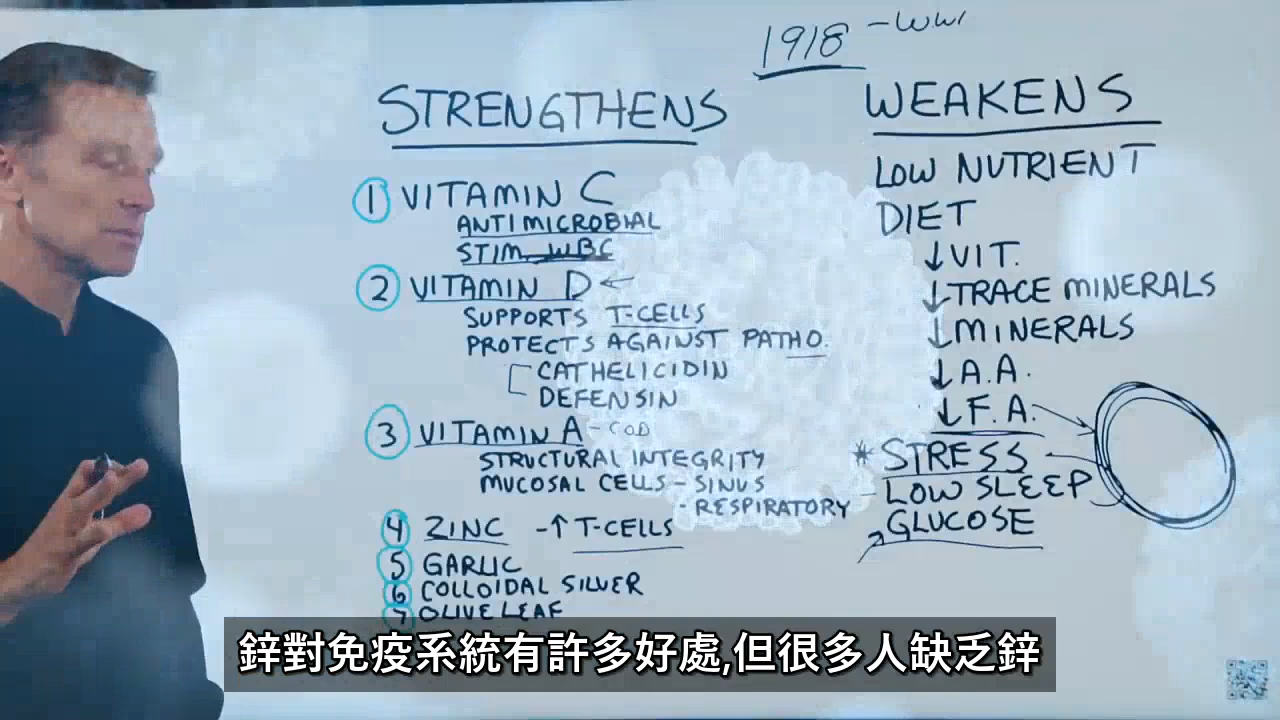 1918 - WWI
STRENGTHENS
① VITAMIN C
ANTIMICROBIAL
STIM WBC
② VITAMIN D ←
SUPPORTS T-CELLS
PROTECTS AGAINST PATHO.
CATHELICIDIN
DEFENSIN
③ VITAMIN A - COD
STRUCTURAL INTEGRITY
MUCOSAL CELLS - SINUS
- RESPIRATORY
④ ZINC - ↑ T-CELLS
⑤ GARLIC
⑥ COLLOIDAL SILVER
⑦ OLIVE LEAF
WEAKENS
LOW NUTRIENT
DIET
↓ VIT.
↓ TRACE MINERALS
↓ MINERALS
↓ A.A.
↓ F.A.
* STRESS
- LOW SLEEP
GLUCOSE
鋅對免疫系統有許多好處,但很多人缺乏鋅